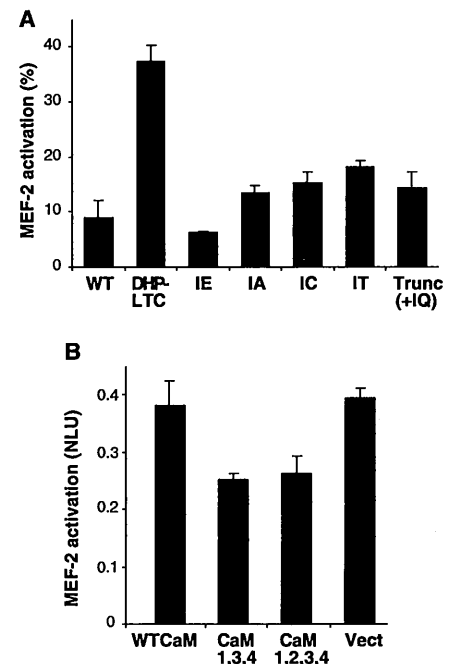 A
MEF-2 activation (%)
40
30
20
10
0
WT DHP- IE IA IC IT Trunc
LTC (+IQ)
B
MEF-2 activation (NLU)
0.4
0.3
0.2
0.1
0
WTCaM CaM CaM Vect
1,3,4 1,2,3,4